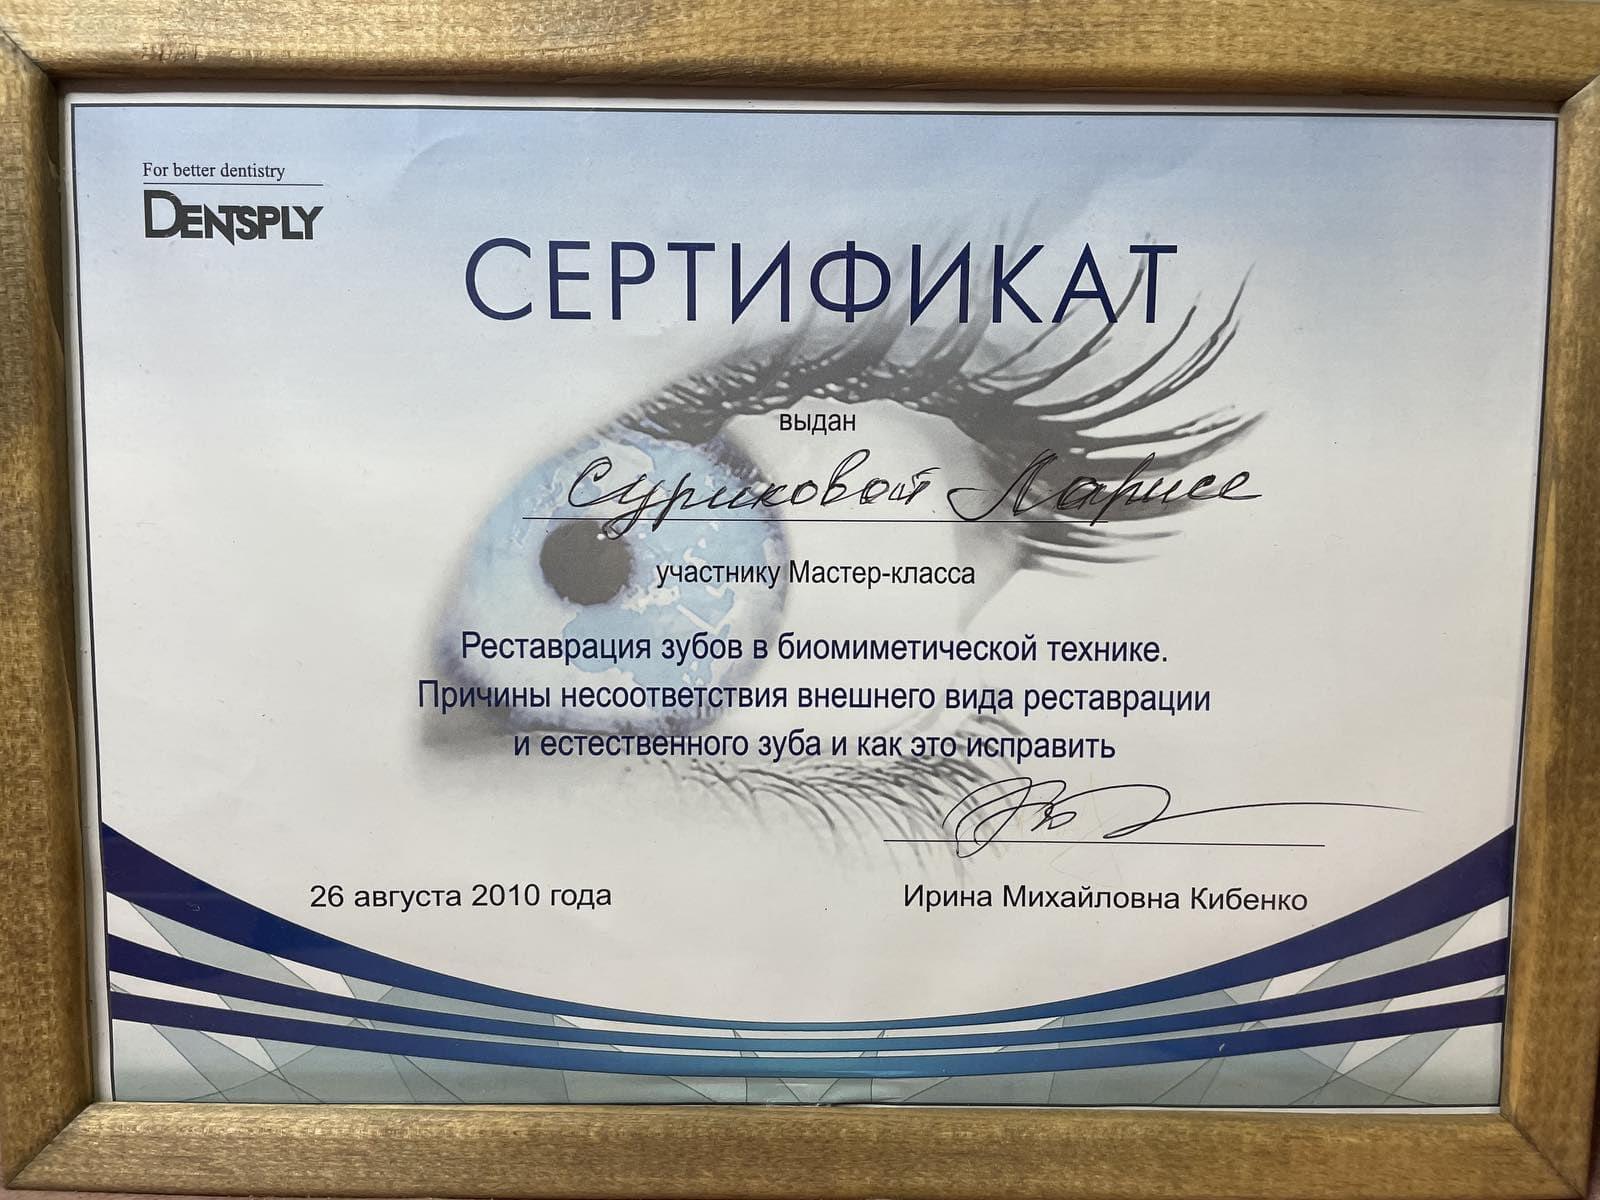 For better dentistry
DENTSPLY
СЕРТИФИКАТ
выдан
Суриковой Ларисе
участнику Мастер-класса
Реставрация зубов в биомиметической технике.
Причины несоответствия внешнего вида реставрации
и естественного зуба и как это исправить
26 августа 2010 года
Ирина Михайловна Кибенко